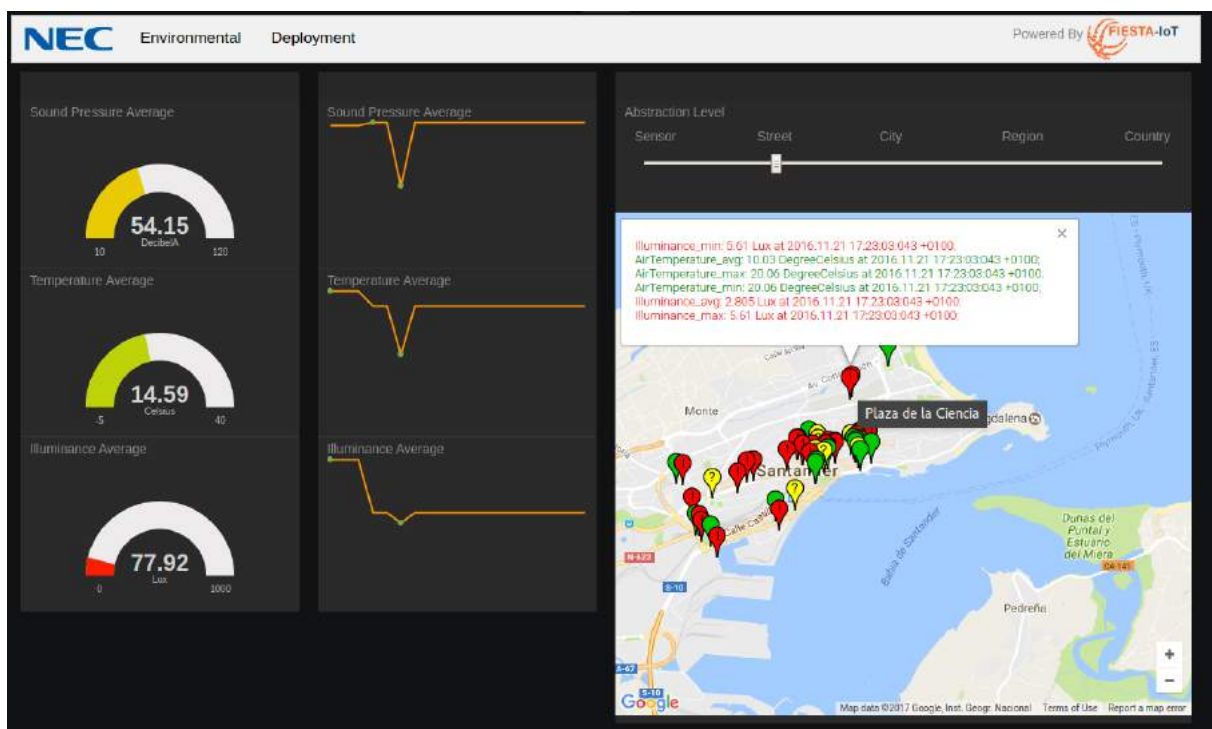 NEC Environmental Deployment Powered By FIESTA-IoT
Sound Pressure Average
54.15
DecibelA
10 120
Temperature Average
14.59
Celsius
-5 40
Illuminance Average
77.92
Lux
0 1000
Sound Pressure Average
Temperature Average
Illuminance Average
Abstraction Level
Sensor Street City Region Country
Illuminance_min: 5.61 Lux at 2016.11.21 17:23:03:043 +0100;
AirTemperature_avg: 10.03 DegreeCelsius at 2016.11.21 17:23:03:043 +0100;
AirTemperature_max: 20.06 DegreeCelsius at 2016.11.21 17:23:03:043 +0100;
AirTemperature_min: 20.06 DegreeCelsius at 2016.11.21 17:23:03:043 +0100;
Illuminance_avg: 2.805 Lux at 2016.11.21 17:23:03:043 +0100;
Illuminance_max: 5.61 Lux at 2016.11.21 17:23:03:043 +0100;
Monte
Plaza de la Ciencia
Santander
Calle
Bahía de Santander
Dunas del
Puntal y
Estuario
del Miera
CA-141
N-623
S-10
Pedreña
A-67
S-10
Google
Map data ©2017 Google, Inst. Geogr. Nacional Terms of Use Report a map error